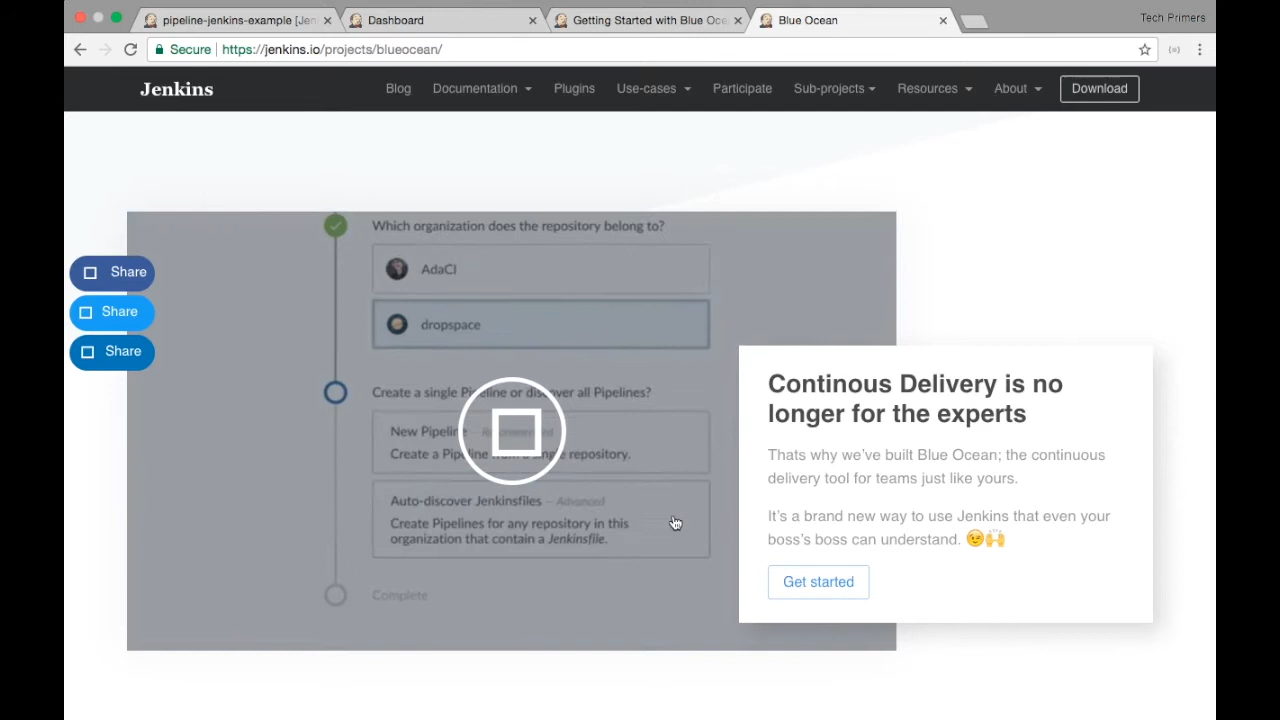 pipeline-jenkins-example [Jen
Dashboard
Getting Started with Blue Oce
Blue Ocean
Tech Primers
Secure
https://jenkins.io/projects/blueocean/
Jenkins
Blog
Documentation
Plugins
Use-cases
Participate
Sub-projects
Resources
About
Download
Which organization does the repository belong to?
AdaCI
dropspace
Share
Share
Share
Create a single Pipeline or discover all Pipelines?
New Pipeline – Recommended
Create a Pipeline from a single repository.
Auto-discover Jenkinsfiles – Advanced
Create Pipelines for any repository in this
organization that contain a Jenkinsfile.
Complete
Continous Delivery is no
longer for the experts
Thats why we've built Blue Ocean; the continuous
delivery tool for teams just like yours.
It's a brand new way to use Jenkins that even your
boss's boss can understand. 😉🙌
Get started